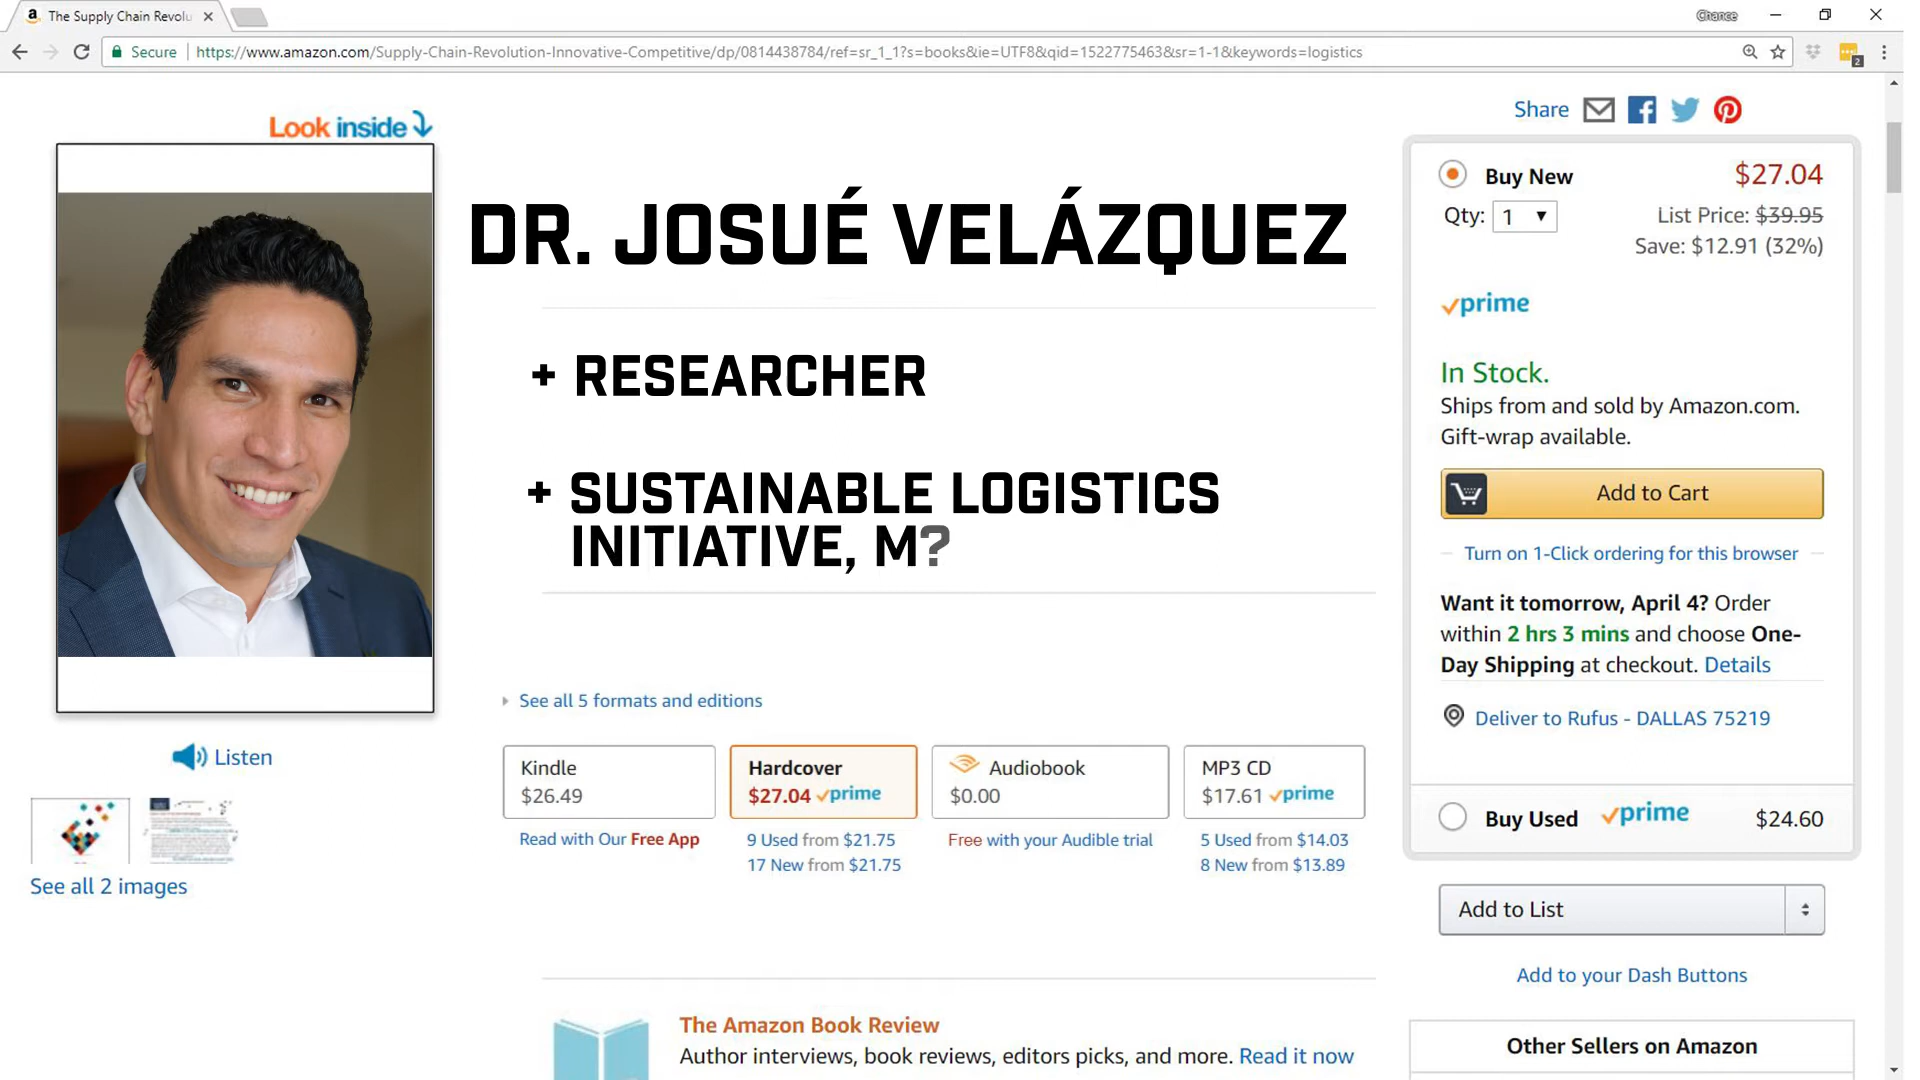 The Supply Chain Revolu
Chance
Secure
https://www.amazon.com/Supply-Chain-Revolution-Innovative-Competitive/dp/0814438784/ref=sr_1_1?s=books&ie=UTF8&qid=1522775463&sr=1-1&keywords=logistics
2
Look inside
Listen
See all 2 images
DR. JOSUÉ VELÁZQUEZ
+ RESEARCHER
+ SUSTAINABLE LOGISTICS
INITIATIVE, M?
See all 5 formats and editions
Kindle
$26.49
Read with Our Free App
Hardcover
$27.04 prime
9 Used from $21.75
17 New from $21.75
Audiobook
$0.00
Free with your Audible trial
MP3 CD
$17.61 prime
5 Used from $14.03
8 New from $13.89
The Amazon Book Review
Author interviews, book reviews, editors picks, and more. Read it now
Share
Buy New $27.04
Qty: 1 List Price: $39.95
Save: $12.91 (32%)
prime
In Stock.
Ships from and sold by Amazon.com.
Gift-wrap available.
Add to Cart
Turn on 1-Click ordering for this browser
Want it tomorrow, April 4? Order
within 2 hrs 3 mins and choose One-
Day Shipping at checkout. Details
Deliver to Rufus - DALLAS 75219
Buy Used prime $24.60
Add to List
Add to your Dash Buttons
Other Sellers on Amazon